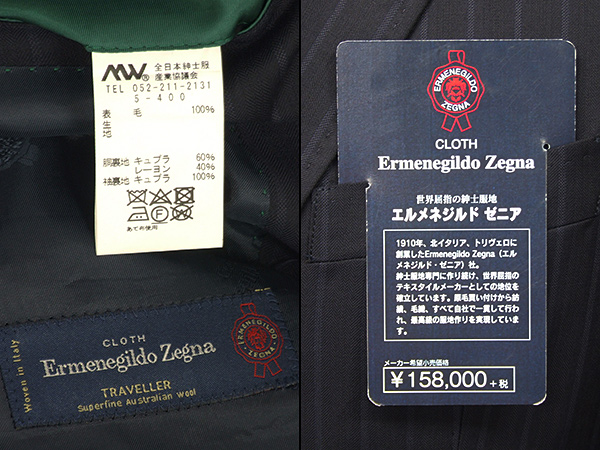 MW® 全日本紳士服
産業協議会
TEL 052-211-2131
5-400
表生地 毛 100%
胴裏地 キュプラ 60%
レーヨン 40%
袖裏地 キュプラ 100%
あて布使用
Woven in Italy
CLOTH
Ermenegildo Zegna
TRAVELLER
Superfine Australian Wool
ERMENEGILDO
ZEGNA
ERMENEGILDO
ZEGNA
CLOTH
Ermenegildo Zegna
世界屈指の紳士服地
エルメネジルド ゼニア
1910年、北イタリア、トリヴェロに
創業したErmenegildo Zegna（エル
メネジルド・ゼニア）社。
紳士服地専門に作り続け、世界屈指の
テキスタイルメーカーとしての地位を
確立しています。原毛買い付けから紡
績、毛織、すべて自社で一貫して行わ
れ、最高級の服地作りを実現していま
す。
メーカー希望小売価格
¥158,000+税